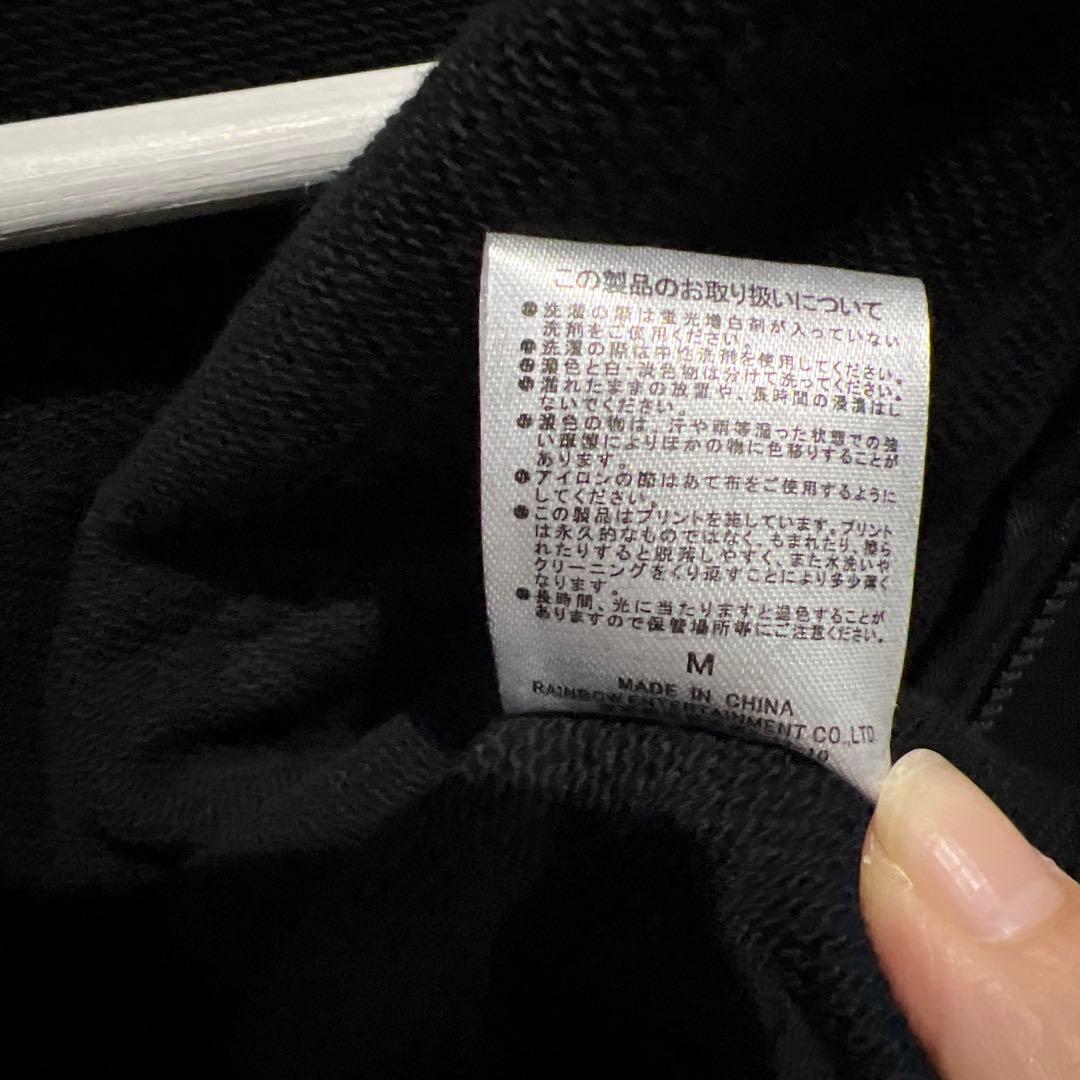 この製品のお取り扱いについて
●洗濯の際は蛍光増白剤が入っていない
洗剤をご使用ください。
●洗濯の際は中性洗剤を使用してください。
●濃色と白・淡色物は分けて洗ってください。
●濡れたままの放置や、長時間の浸漬はし
ないでください。
●濃色の物は、汗や雨等湿った状態での強
い摩擦によりほかの物に色移りすることが
あります。
●アイロンの際はあて布をご使用するように
してください。
●この製品はプリントを施しています。プリント
は永久的なものではなく、もまれたり、擦ら
れたりすると脱落しやすく、また水洗いや
クリーニングをくり返すことにより多少薄く
なります。
●長時間、光に当たりますと退色することが
ありますので保管場所等にご注意ください。
M
MADE IN CHINA
RAINBOW ENTERTAINMENT CO.,LTD.